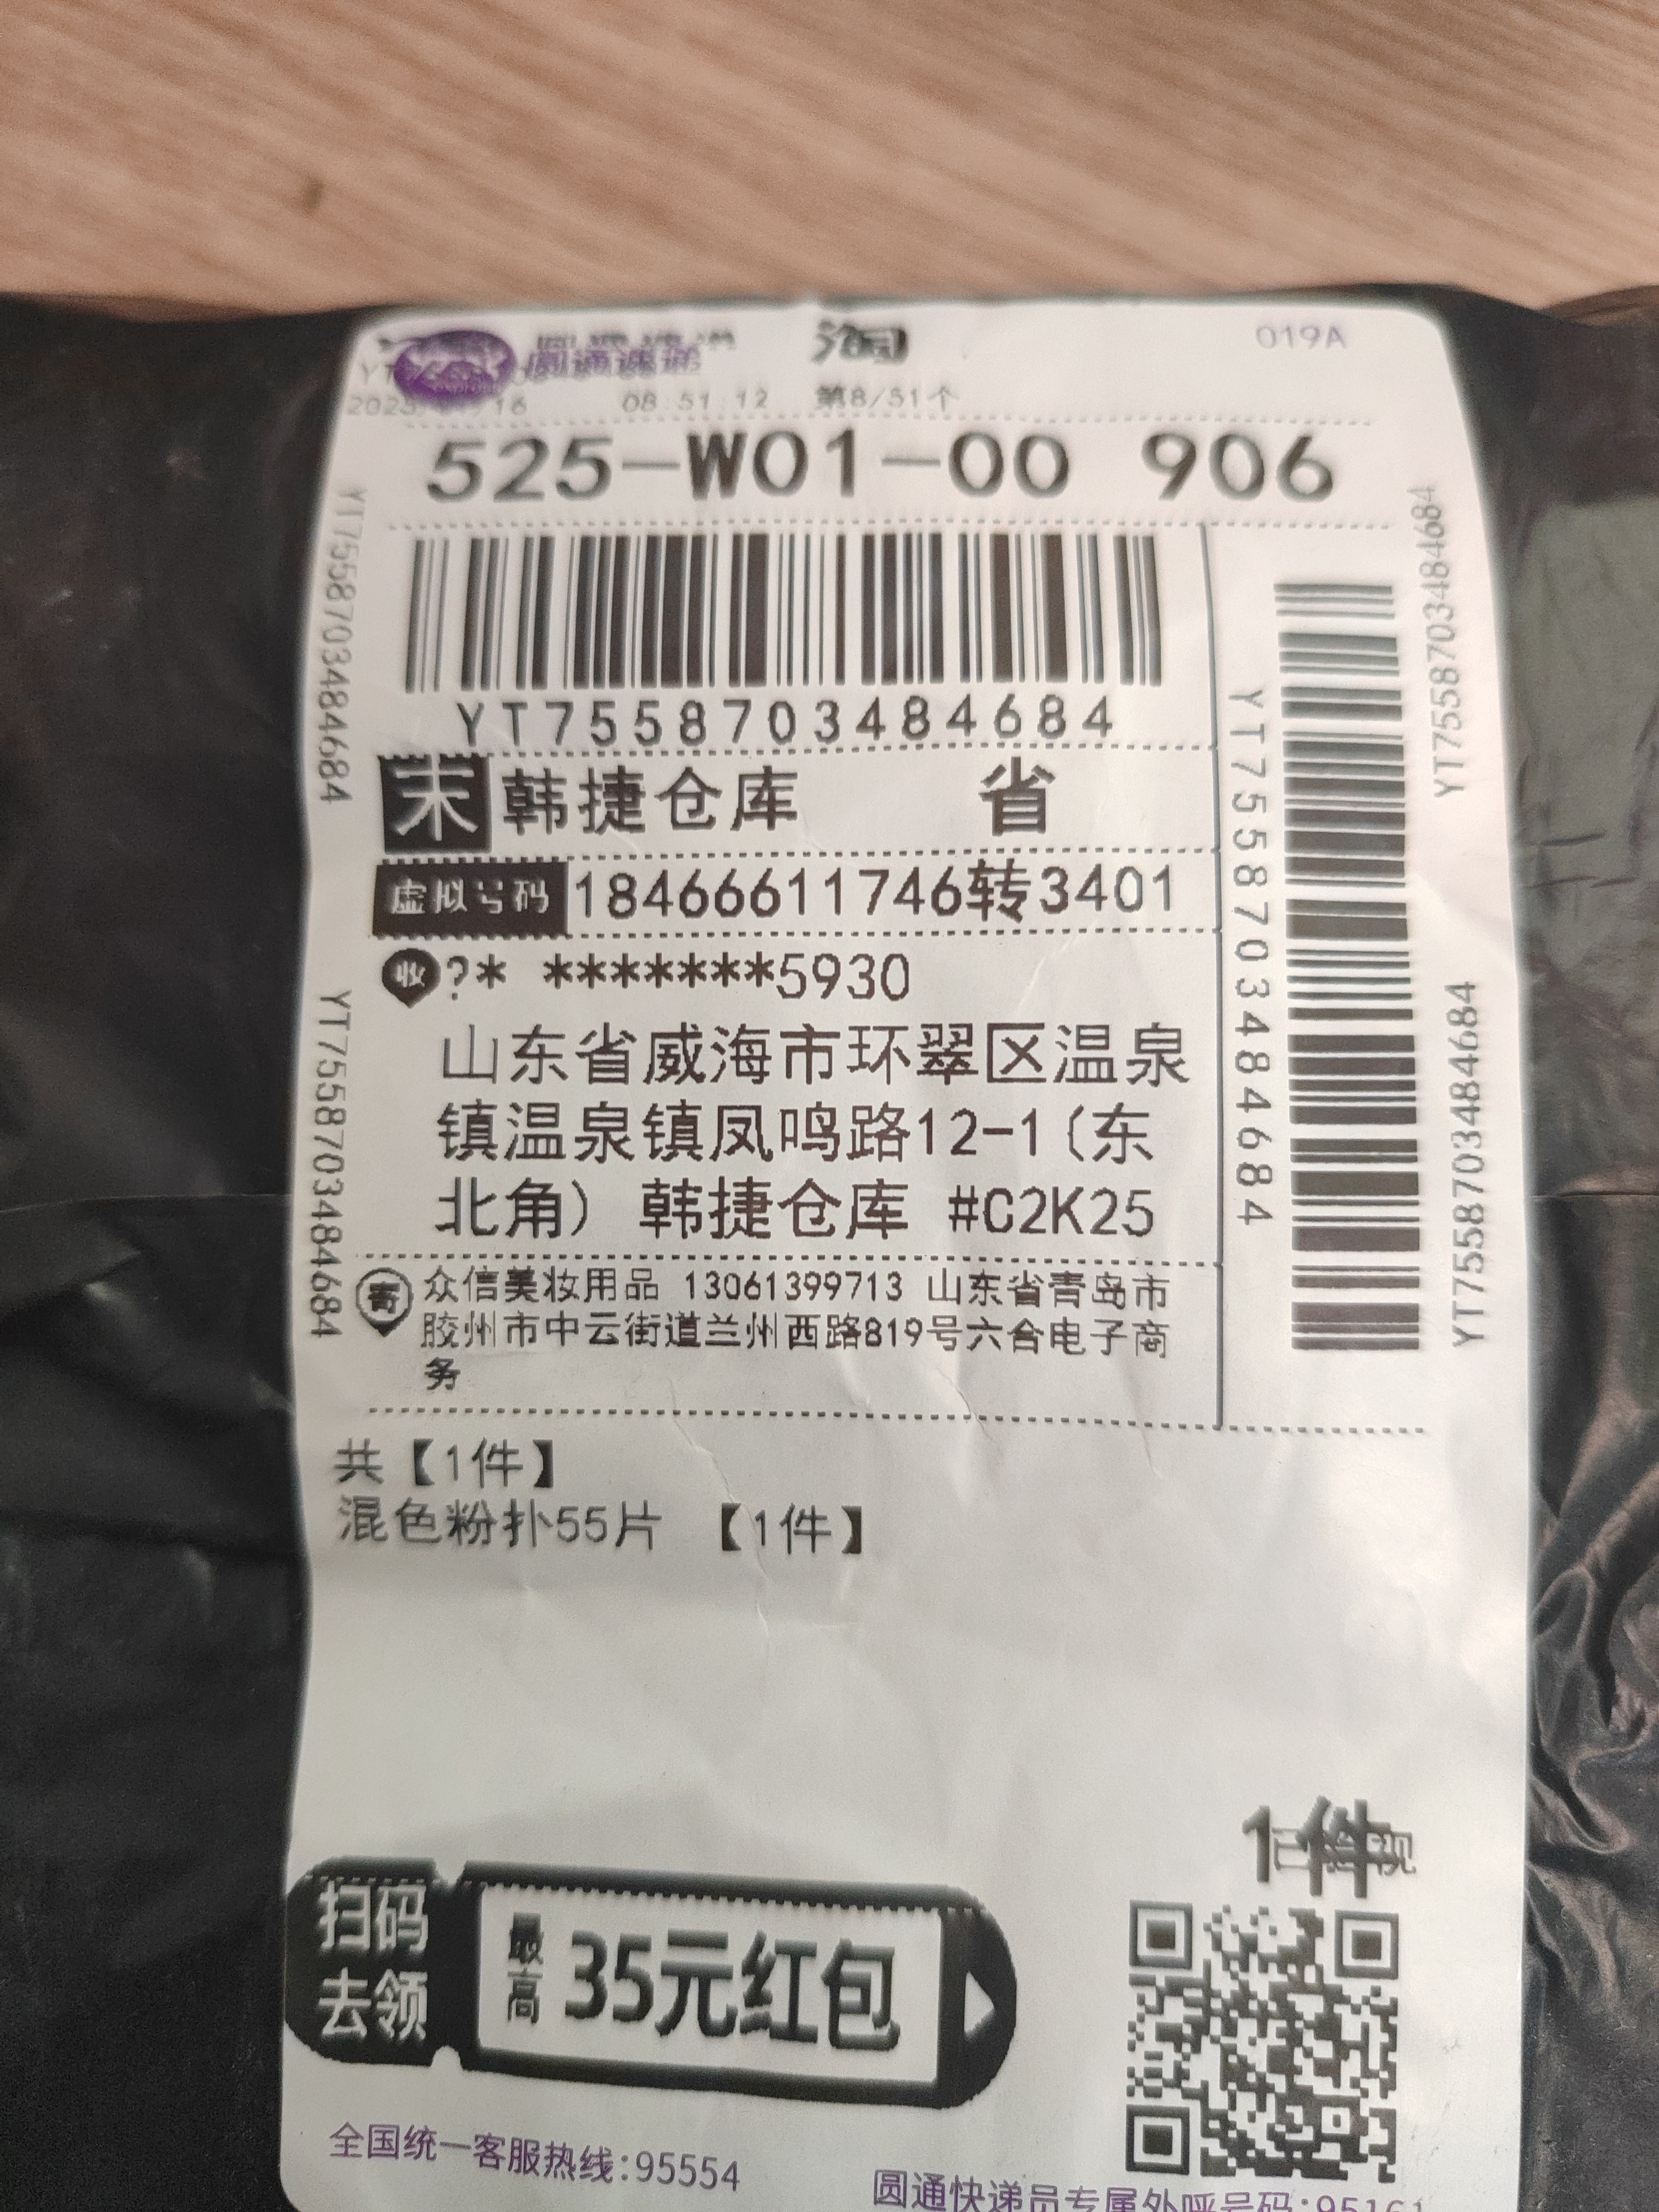 圆通速递 淘 019A
08:51:12 第8/51个
525-W01-00 906
YT7558703484684
末 韩捷仓库 省
虚拟号码 18466611746转3401
收 ?* *******5930
山东省威海市环翠区温泉
镇温泉镇凤鸣路12-1(东
北角) 韩捷仓库 #C2K25
寄 众信美妆用品 13061399713 山东省青岛市
胶州市中云街道兰州西路819号六合电子商
务
YT7558703484684
YT7558703484684
YT7558703484684
YT7558703484684
YT7558703484684
共【1件】
混色粉扑55片 【1件】
1件
扫码
去领
最高 35元红包
全国统一客服热线:95554
圆通快递员专属外呼号码:95161